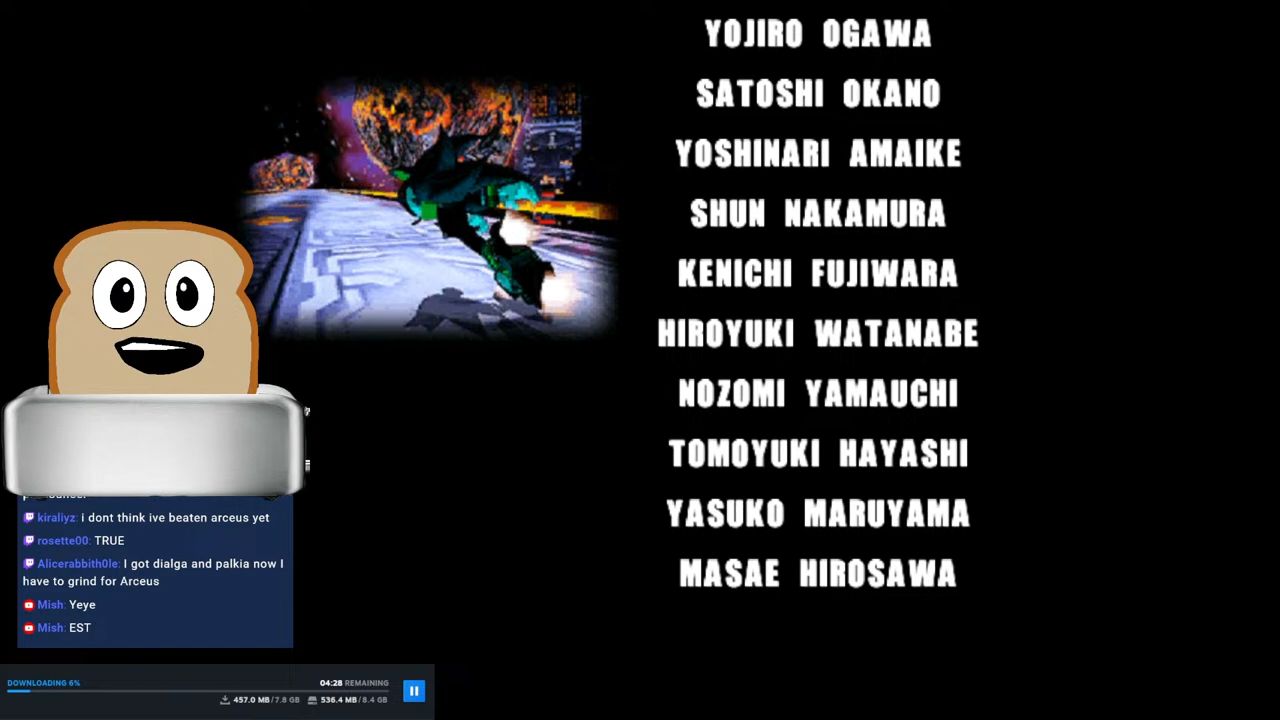 YOJIRO OGAWA
SATOSHI OKANO
YOSHINARI AMAIKE
SHUN NAKAMURA
KENICHI FUJIWARA
HIROYUKI WATANABE
NOZOMI YAMAUCHI
TOMOYUKI HAYASHI
YASUKO MARUYAMA
MASAE HIROSAWA
kiraliyz: i dont think ive beaten arceus yet
rosette00: TRUE
Alicerabbith0le: I got dialga and palkia now I
have to grind for Arceus
Mish: Yeye
Mish: EST
DOWNLOADING 6% 04:28 REMAINING
457.0 MB/7.8 GB 536.4 MB/8.4 GB